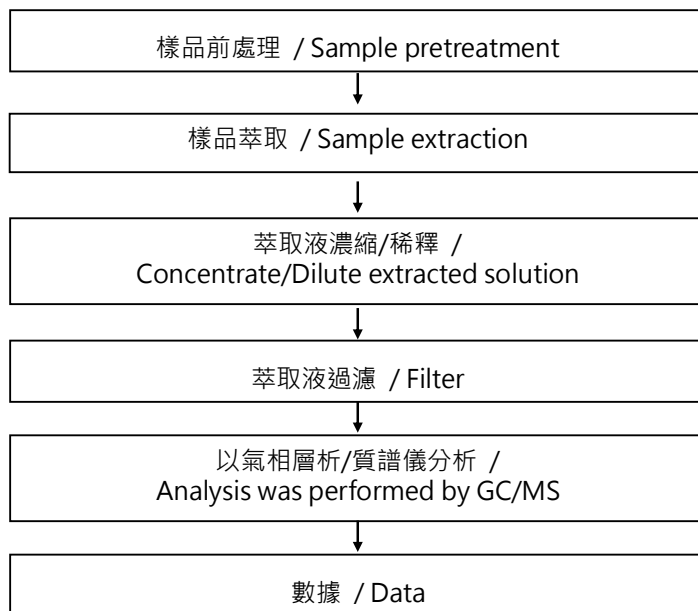 樣品前處理 / Sample pretreatment
樣品萃取 / Sample extraction
萃取液濃縮/稀釋 /
Concentrate/Dilute extracted solution
萃取液過濾 / Filter
以氣相層析/質譜儀分析 /
Analysis was performed by GC/MS
數據 / Data